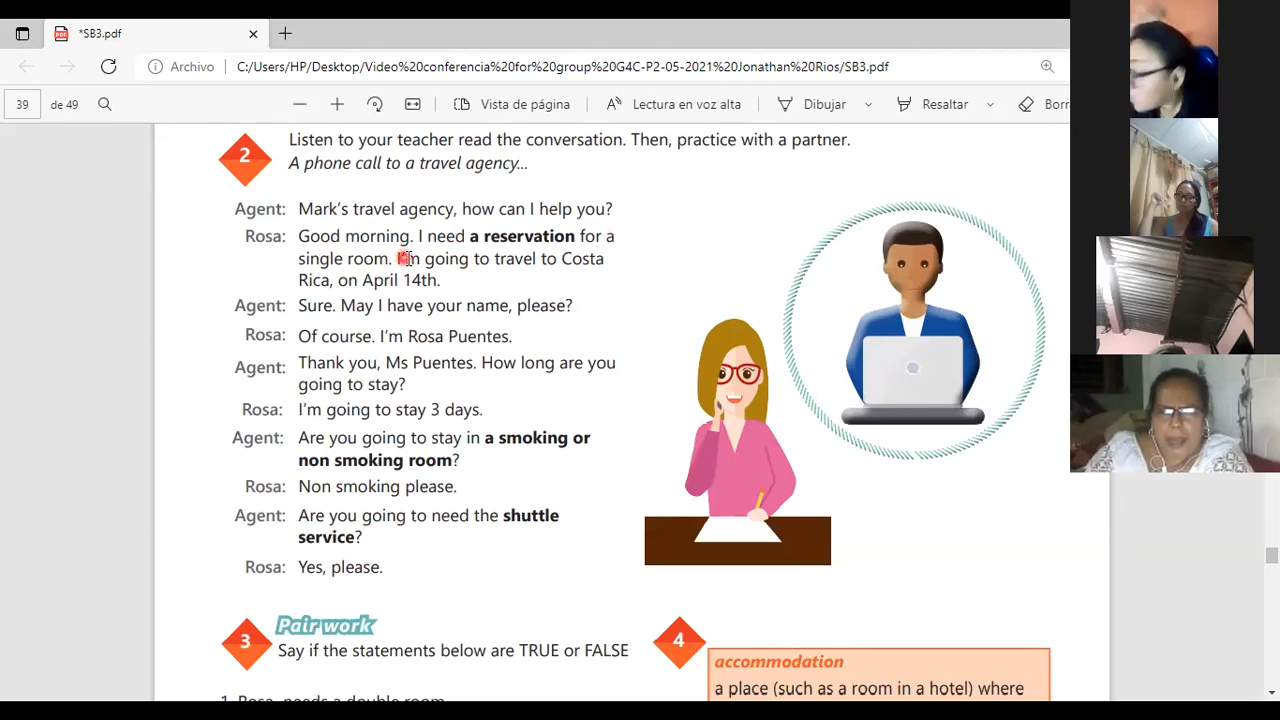 *SB3.pdf
Archivo
C:/Users/HP/Desktop/Video%20conferencia%20for%20group%20G4C-P2-05-2021%20Jonathan%20Rios/SB3.pdf
39 de 49
Vista de página
Lectura en voz alta
Dibujar
Resaltar
Borr
2
Listen to your teacher read the conversation. Then, practice with a partner.
A phone call to a travel agency...
Agent: Mark's travel agency, how can I help you?
Rosa: Good morning. I need a reservation for a
single room. I'm going to travel to Costa
Rica, on April 14th.
Agent: Sure. May I have your name, please?
Rosa: Of course. I'm Rosa Puentes.
Agent: Thank you, Ms Puentes. How long are you
going to stay?
Rosa: I'm going to stay 3 days.
Agent: Are you going to stay in a smoking or
non smoking room?
Rosa: Non smoking please.
Agent: Are you going to need the shuttle
service?
Rosa: Yes, please.
3
Pair work
Say if the statements below are TRUE or FALSE
1. Rosa needs a double room
4
accommodation
a place (such as a room in a hotel) where